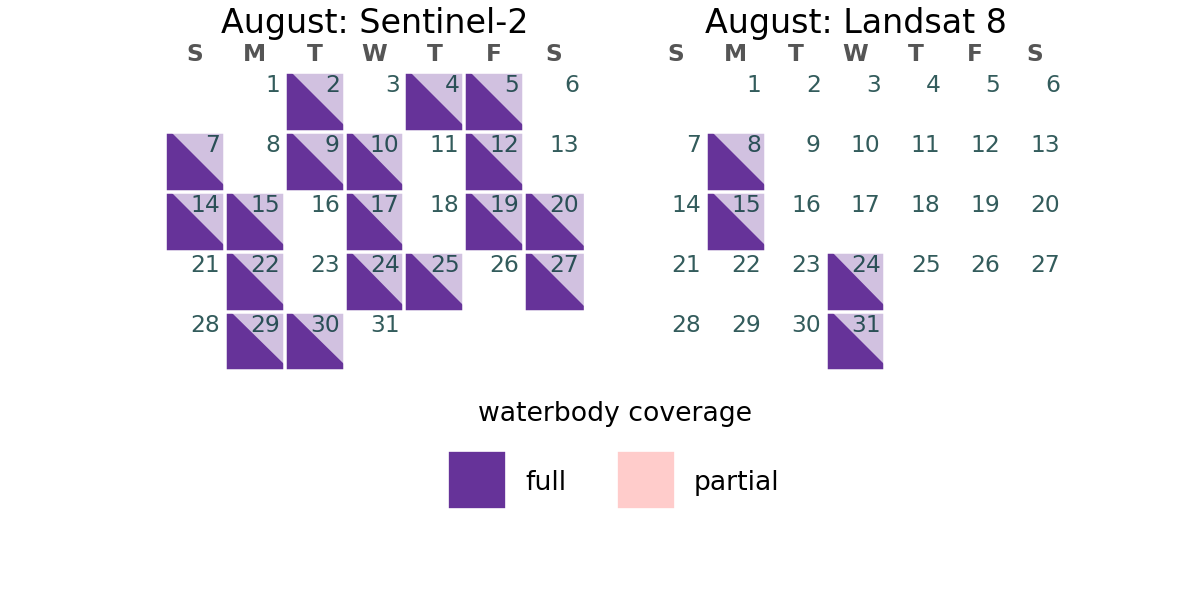 August: Sentinel-2
S M T W T F S
1 2 3 4 5 6
7 8 9 10 11 12 13
14 15 16 17 18 19 20
21 22 23 24 25 26 27
28 29 30 31
August: Landsat 8
S M T W T F S
1 2 3 4 5 6
7 8 9 10 11 12 13
14 15 16 17 18 19 20
21 22 23 24 25 26 27
28 29 30 31
waterbody coverage
full partial